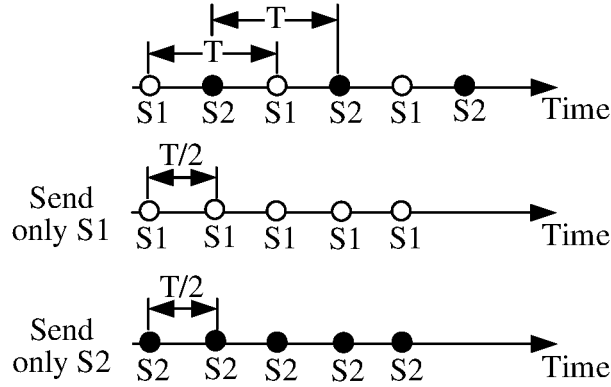 T
T
S1 S2 S1 S2 S1 S2 Time
T/2
Send
only S1
S1 S1 S1 S1 S1 Time
T/2
Send
only S2
S2 S2 S2 S2 S2 Time